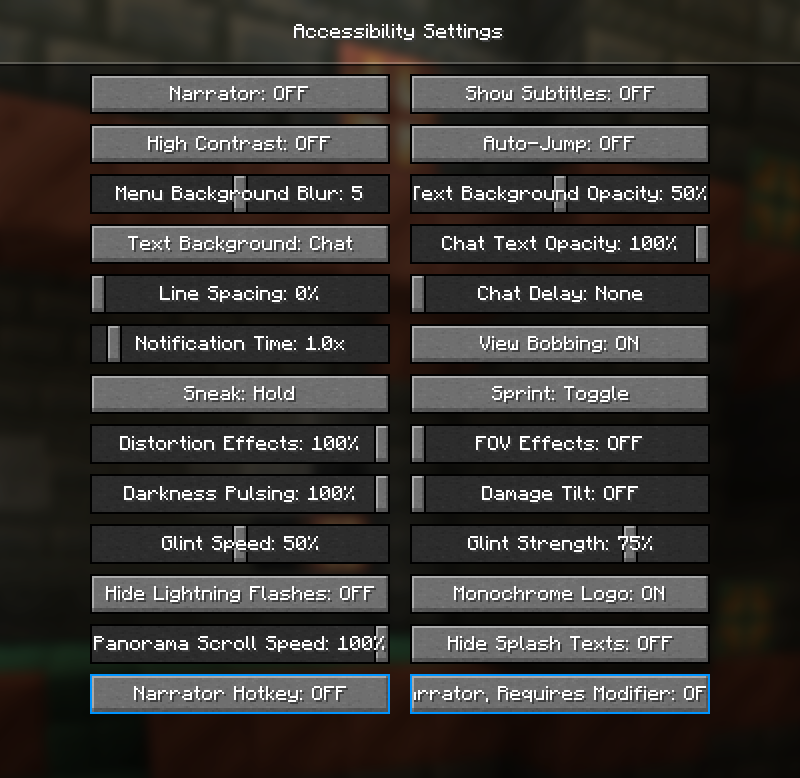 Accessibility Settings
Narrator: OFF
Show Subtitles: OFF
High Contrast: OFF
Auto-Jump: OFF
Menu Background Blur: 5
Text Background Opacity: 50%
Text Background: Chat
Chat Text Opacity: 100%
Line Spacing: 0%
Chat Delay: None
Notification Time: 1.0x
View Bobbing: ON
Sneak: Hold
Sprint: Toggle
Distortion Effects: 100%
FOV Effects: OFF
Darkness Pulsing: 100%
Damage Tilt: OFF
Glint Speed: 50%
Glint Strength: 75%
Hide Lightning Flashes: OFF
Monochrome Logo: ON
Panorama Scroll Speed: 100%
Hide Splash Texts: OFF
Narrator Hotkey: OFF
rrator, Requires Modifier: OF